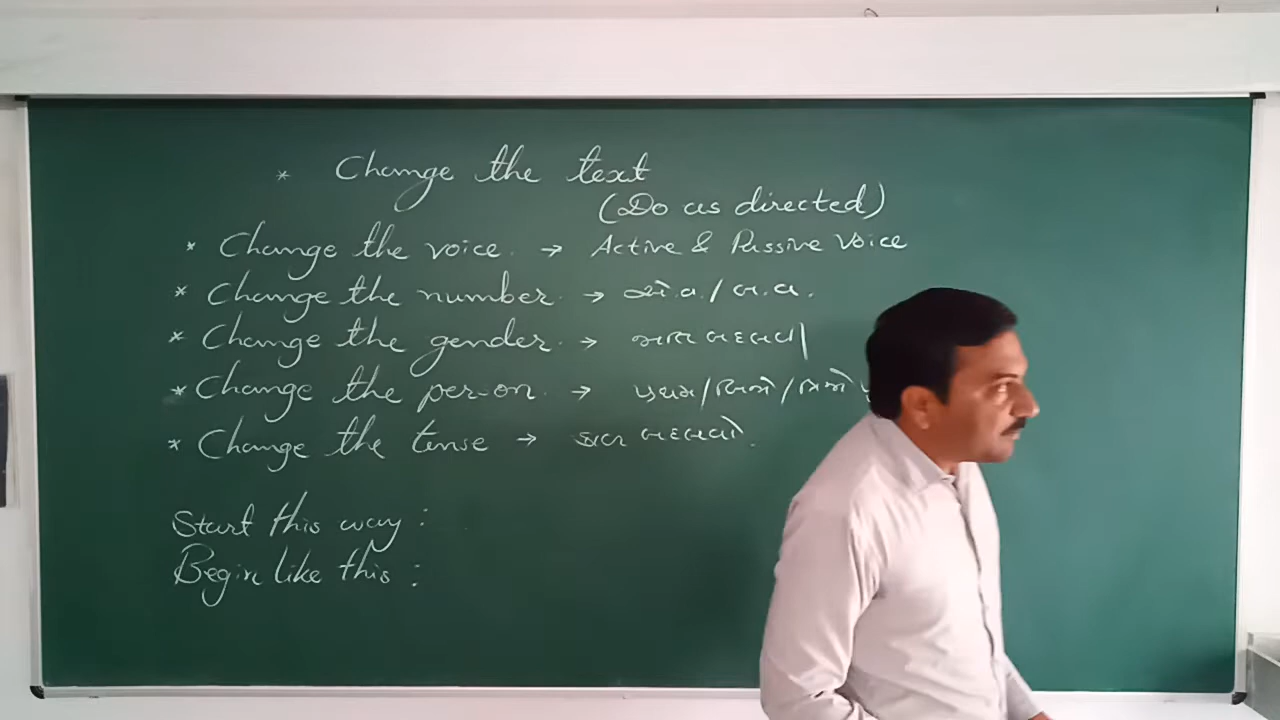 * Change the text
(Do as directed)
* Change the voice. → Active & Passive Voice
* Change the number. → એ.વ./બ.વ.
* Change the gender. → જાતિ બદલવી
* Change the person. → પ્રથમ/દ્વિતીય/તૃતીય
* Change the tense → કાળ બદલવો.
Start this way :
Begin like this :